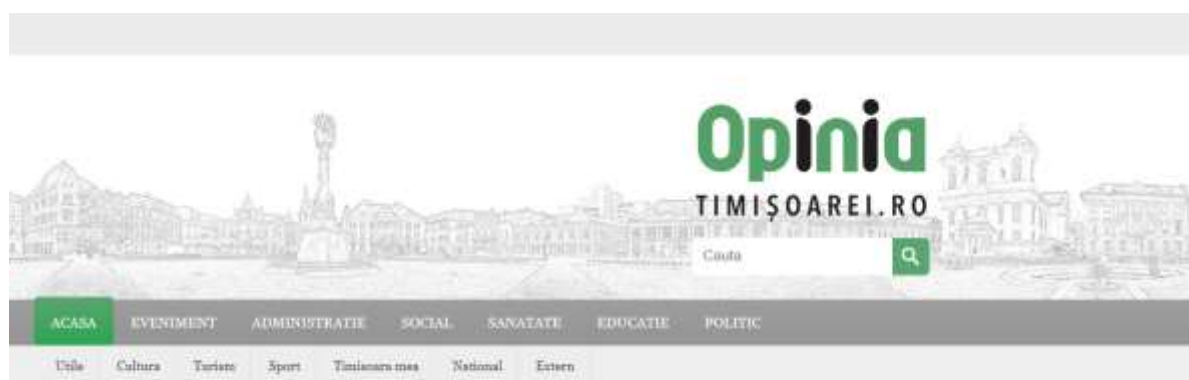 Opinia
TIMIȘOAREI.RO
Cauta
ACASA EVENIMENT ADMINISTRATIE SOCIAL SANATATE EDUCATIE POLITIC
Utile Cultura Turism Sport Timisoara mea National Extern